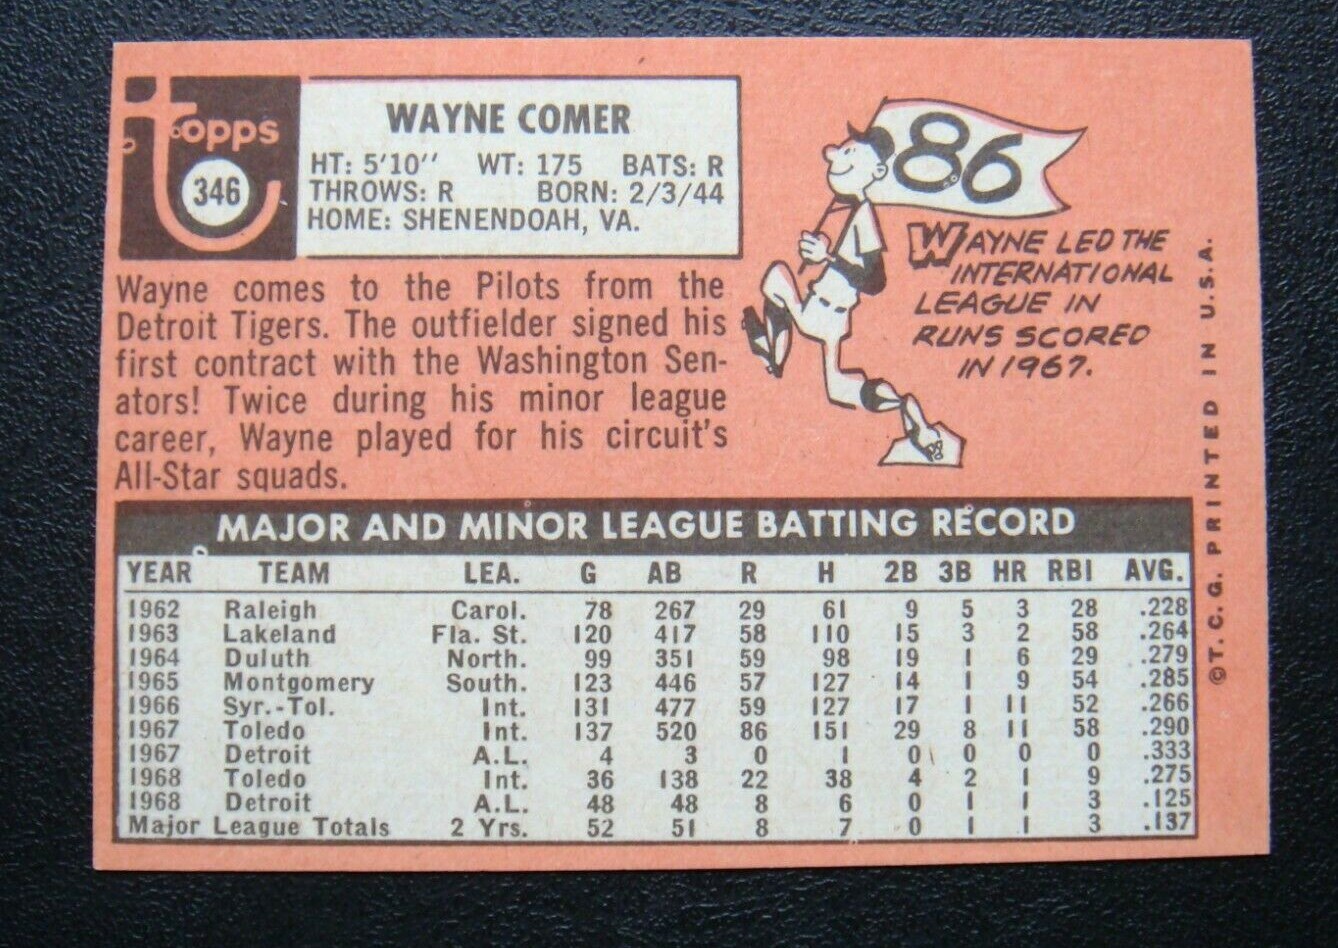 topps
346
WAYNE COMER
HT: 5'10'' WT: 175 BATS: R
THROWS: R BORN: 2/3/44
HOME: SHENENDOAH, VA.
Wayne comes to the Pilots from the
Detroit Tigers. The outfielder signed his
first contract with the Washington Sen-
ators! Twice during his minor league
career, Wayne played for his circuit's
All-Star squads.
86
WAYNE LED THE
INTERNATIONAL
LEAGUE IN
RUNS SCORED
IN 1967.
©T.C.G. PRINTED IN U.S.A.
MAJOR AND MINOR LEAGUE BATTING RECORD
YEAR TEAM LEA. G AB R H 2B 3B HR RBI AVG.
1962 Raleigh Carol. 78 267 29 61 9 5 3 28 .228
1963 Lakeland Fla. St. 120 417 58 110 15 3 2 58 .264
1964 Duluth North. 99 351 59 98 19 1 6 29 .279
1965 Montgomery South. 123 446 57 127 14 1 9 54 .285
1966 Syr.-Tol. Int. 131 477 59 127 17 1 11 52 .266
1967 Toledo Int. 137 520 86 151 29 8 11 58 .290
1967 Detroit A.L. 4 3 0 1 0 0 0 0 .333
1968 Toledo Int. 36 138 22 38 4 2 1 9 .275
1968 Detroit A.L. 48 48 8 6 0 1 1 3 .125
Major League Totals 2 Yrs. 52 51 8 7 0 1 1 3 .137